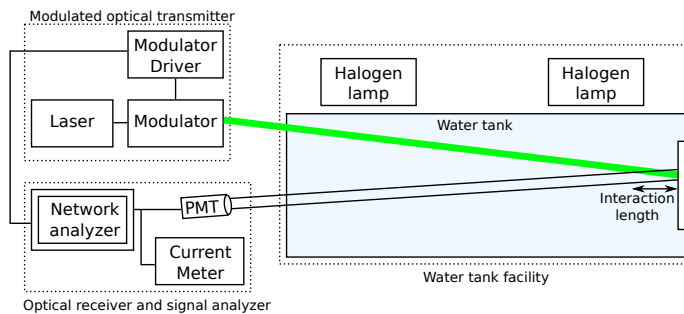 Modulated optical transmitter
Modulator
Driver
Laser
Modulator
Halogen
lamp
Halogen
lamp
Water tank
Interaction
length
Network
analyzer
PMT
Current
Meter
Water tank facility
Optical receiver and signal analyzer